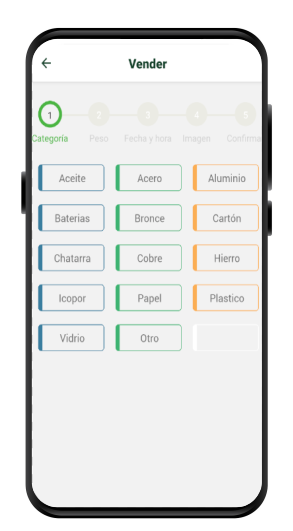 Vender
1 2 3 4 5
Categoría Peso Fecha y hora Imagen Confirma
Aceite Acero Aluminio
Baterias Bronce Cartón
Chatarra Cobre Hierro
Icopor Papel Plastico
Vidrio Otro